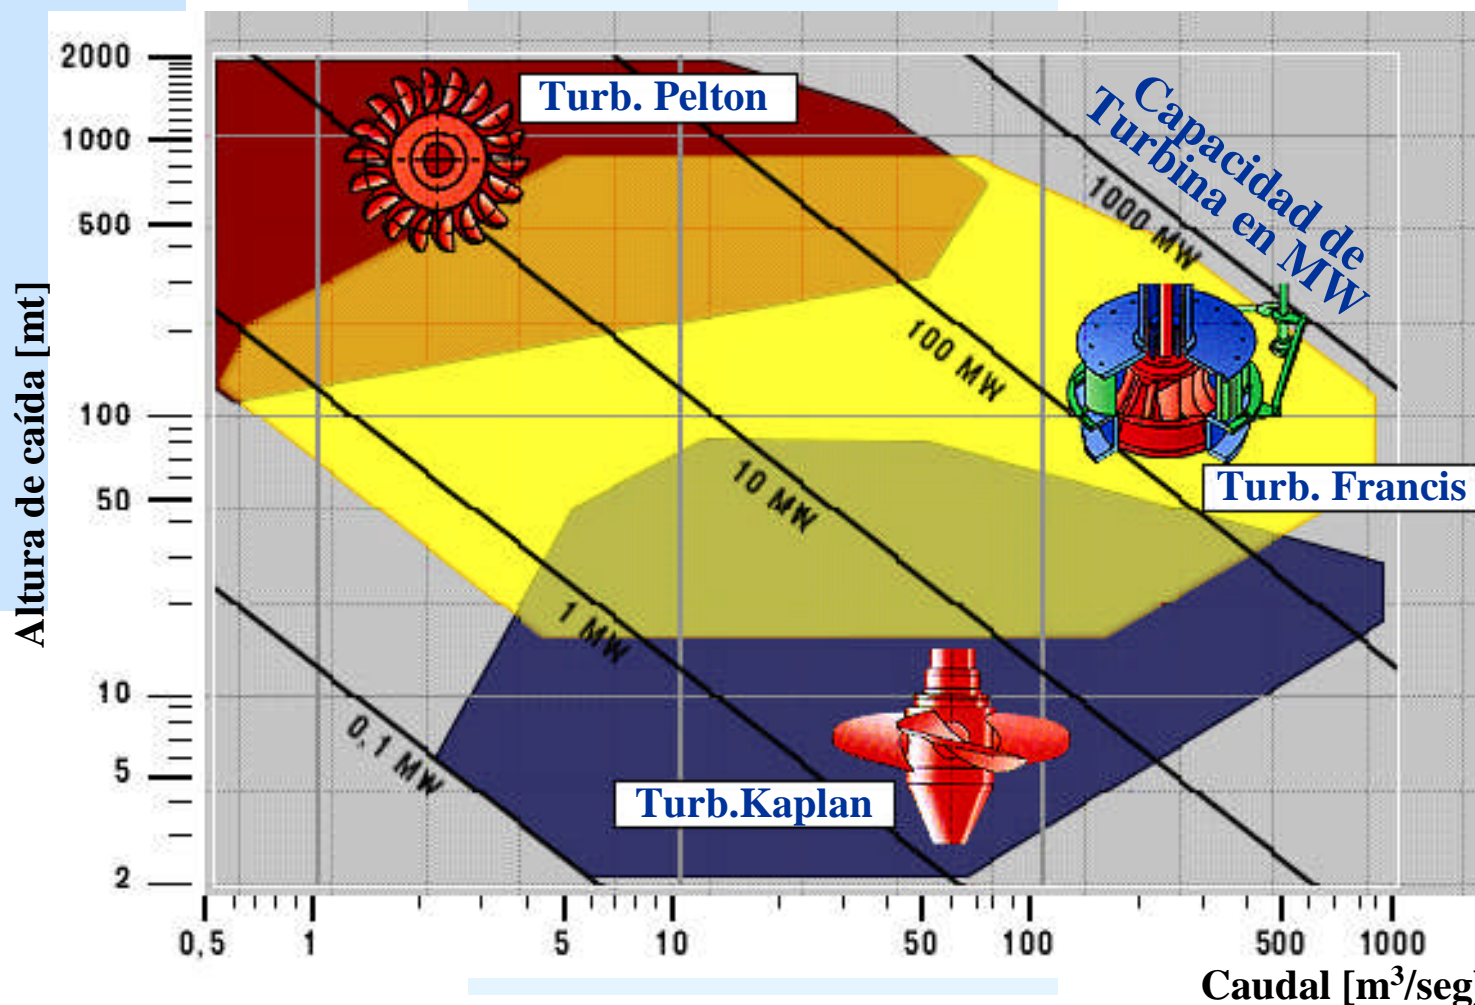 Turb. Pelton
Capacidad de
Turbina en MW
2000
1000
500
100
50
10
5
2
Altura de caída [mt]
1000 MW
100 MW
10 MW
1 MW
0,1 MW
Turb. Francis
Turb.Kaplan
0,5
1
5
10
50
100
500
1000
Caudal [m³/seg]